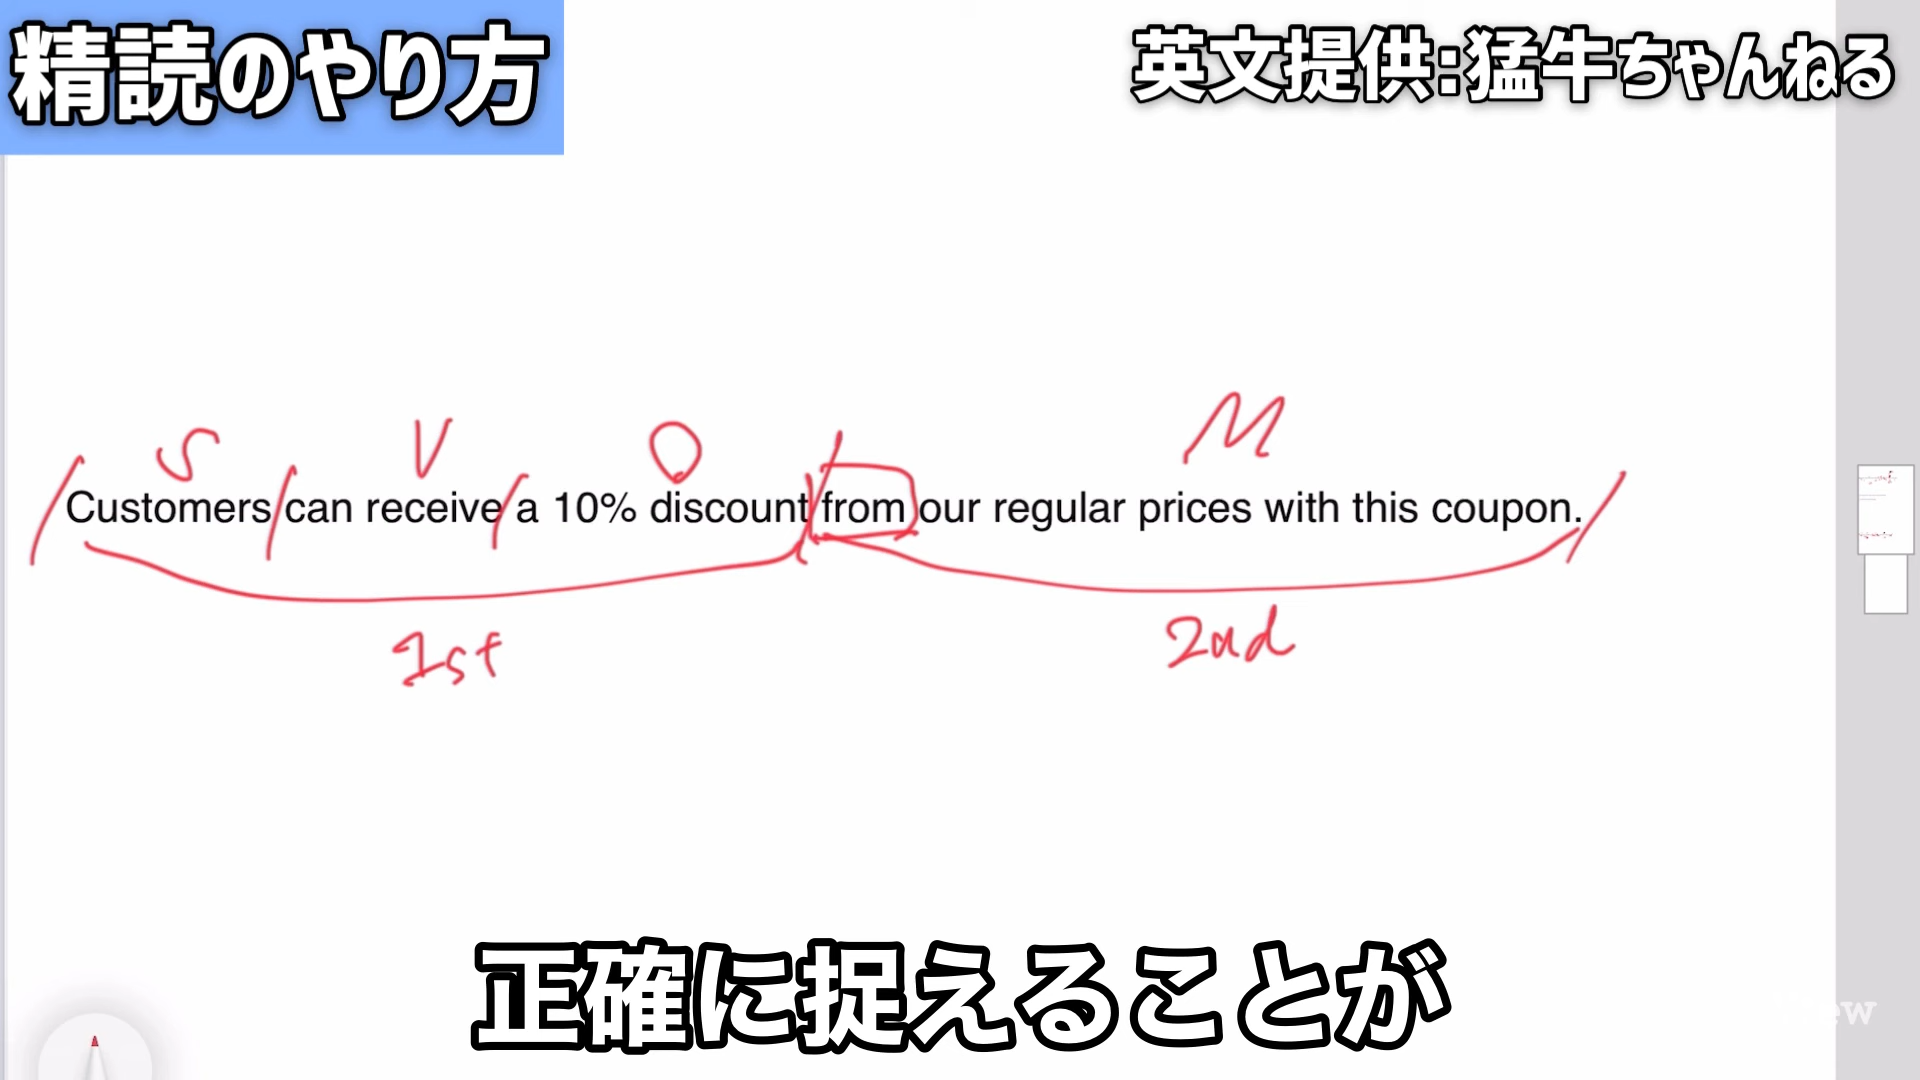 精読のやり方
英文提供:猛牛ちゃんねる
S V O M
Customers can receive a 10% discount from our regular prices with this coupon.
1st 2nd
正確に捉えることが